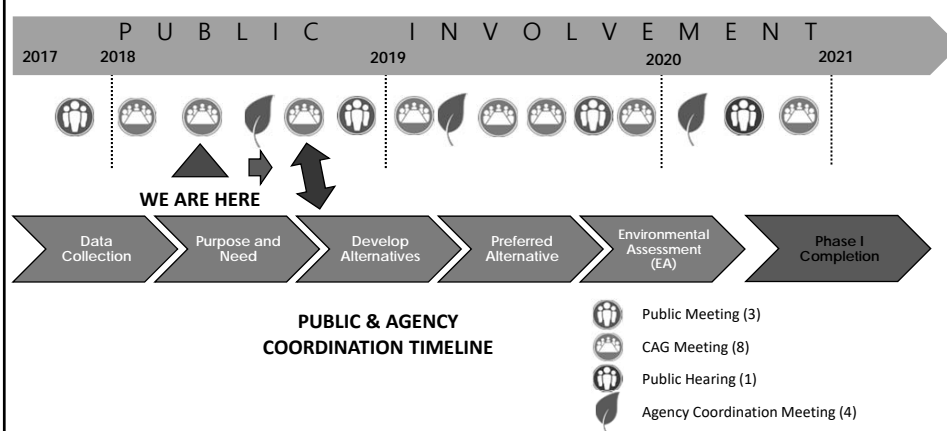 PUBLIC INVOLVEMENT
2017 2018 2019 2020 2021
WE ARE HERE
Data
Collection
Purpose and
Need
Develop
Alternatives
Preferred
Alternative
Environmental
Assessment
(EA)
Phase I
Completion
PUBLIC & AGENCY
COORDINATION TIMELINE
Public Meeting (3)
CAG Meeting (8)
Public Hearing (1)
Agency Coordination Meeting (4)